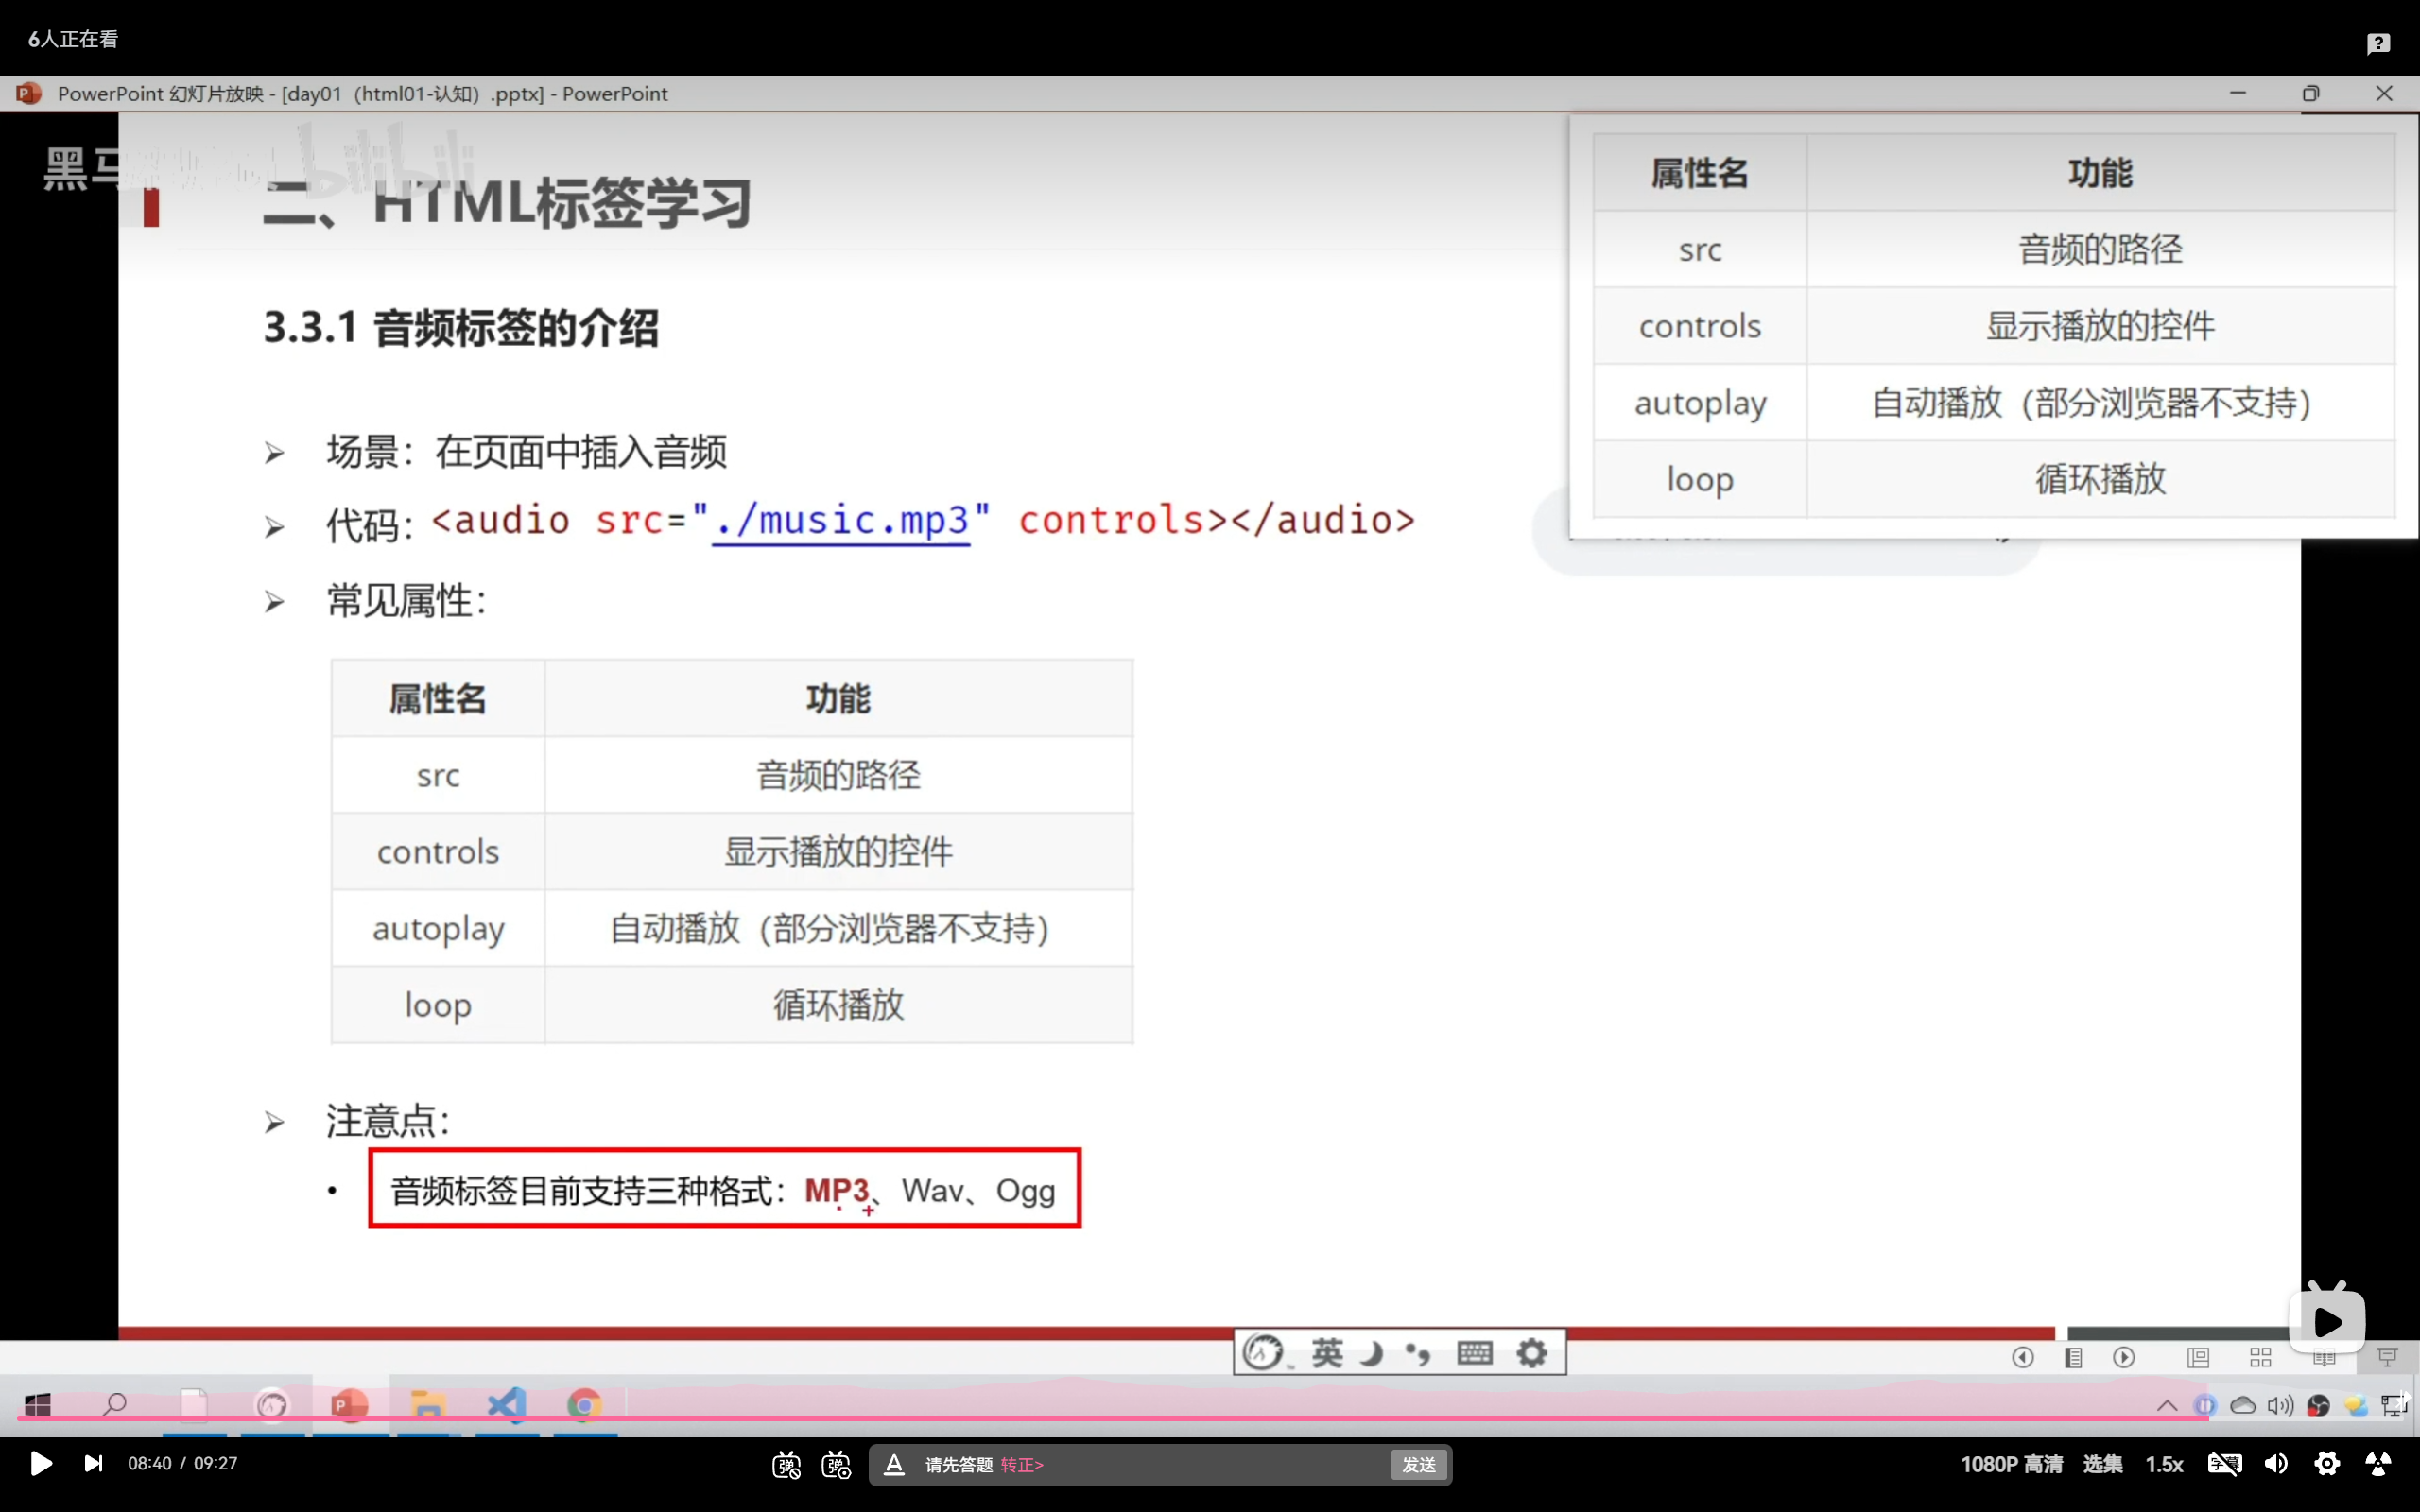 6人正在看
PowerPoint 幻灯片放映 - [day01（html01-认知）.pptx] - PowerPoint
黑马
bilibili
二、HTML标签学习
属性名 功能
src 音频的路径
controls 显示播放的控件
autoplay 自动播放（部分浏览器不支持）
loop 循环播放
3.3.1 音频标签的介绍
场景：在页面中插入音频
代码：<audio src="./music.mp3" controls></audio>
常见属性：
属性名 功能
src 音频的路径
controls 显示播放的控件
autoplay 自动播放（部分浏览器不支持）
loop 循环播放
注意点：
• 音频标签目前支持三种格式：MP3、Wav、Ogg
英
08:40 / 09:27
弹 弹
请先答题 转正>
发送
1080P 高清 选集 1.5x 字幕